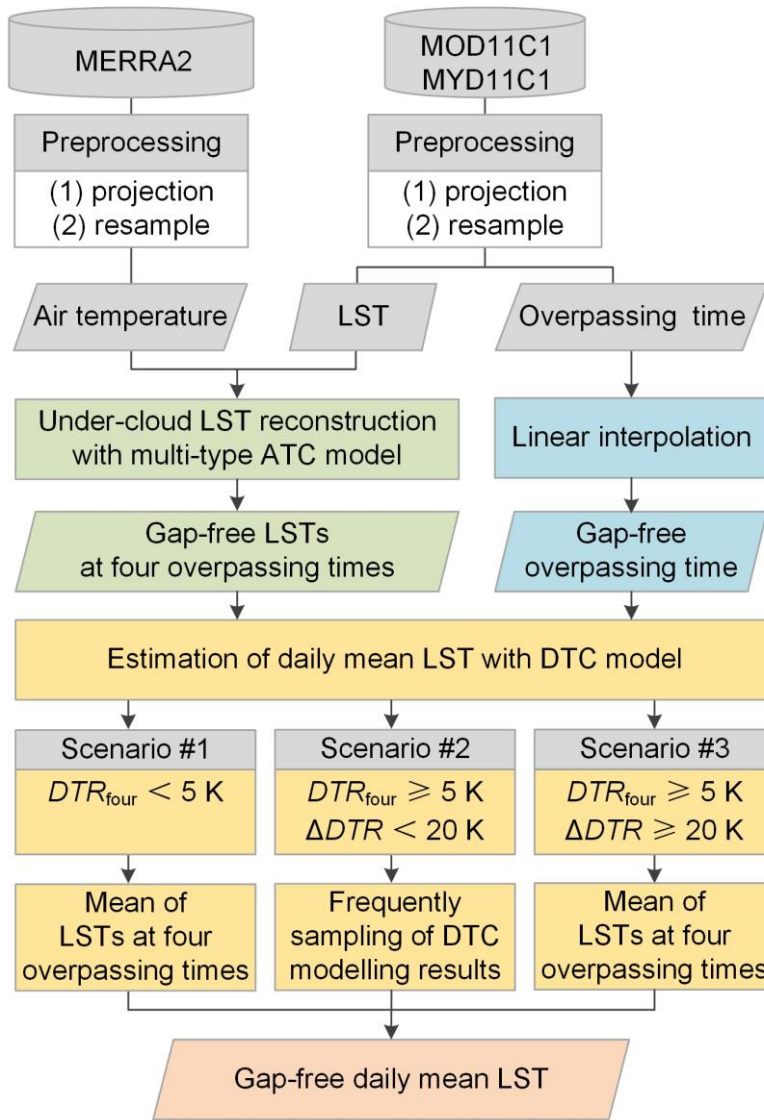 MERRA2
MOD11C1
MYD11C1
Preprocessing
(1) projection
(2) resample
Preprocessing
(1) projection
(2) resample
Air temperature
LST
Overpassing time
Under-cloud LST reconstruction
with multi-type ATC model
Linear interpolation
Gap-free LSTs
at four overpassing times
Gap-free
overpassing time
Estimation of daily mean LST with DTC model
Scenario #1
DTR_four < 5 K
Scenario #2
DTR_four ⩾ 5 K
ΔDTR < 20 K
Scenario #3
DTR_four ⩾ 5 K
ΔDTR ⩾ 20 K
Mean of
LSTs at four
overpassing times
Frequently
sampling of DTC
modelling results
Mean of
LSTs at four
overpassing times
Gap-free daily mean LST